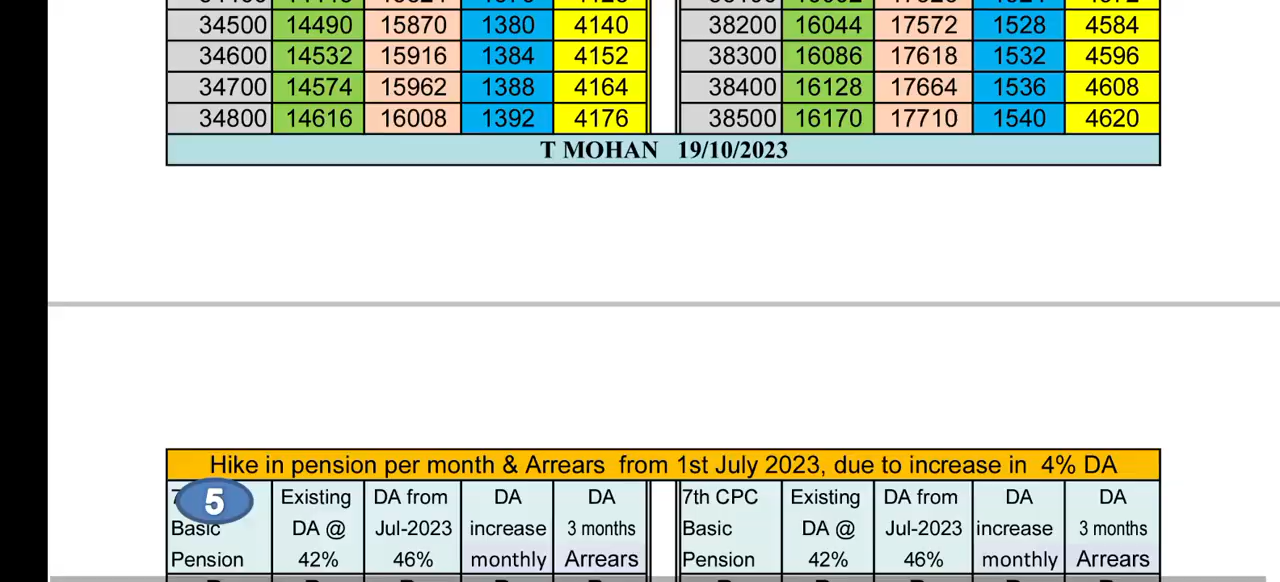 34500 14490 15870 1380 4140 38200 16044 17572 1528 4584
34600 14532 15916 1384 4152 38300 16086 17618 1532 4596
34700 14574 15962 1388 4164 38400 16128 17664 1536 4608
34800 14616 16008 1392 4176 38500 16170 17710 1540 4620
T MOHAN 19/10/2023
Hike in pension per month & Arrears from 1st July 2023, due to increase in 4% DA
5 Existing DA from DA DA 7th CPC Existing DA from DA DA
Basic DA @ Jul-2023 increase 3 months Basic DA @ Jul-2023 increase 3 months
Pension 42% 46% monthly Arrears Pension 42% 46% monthly Arrears